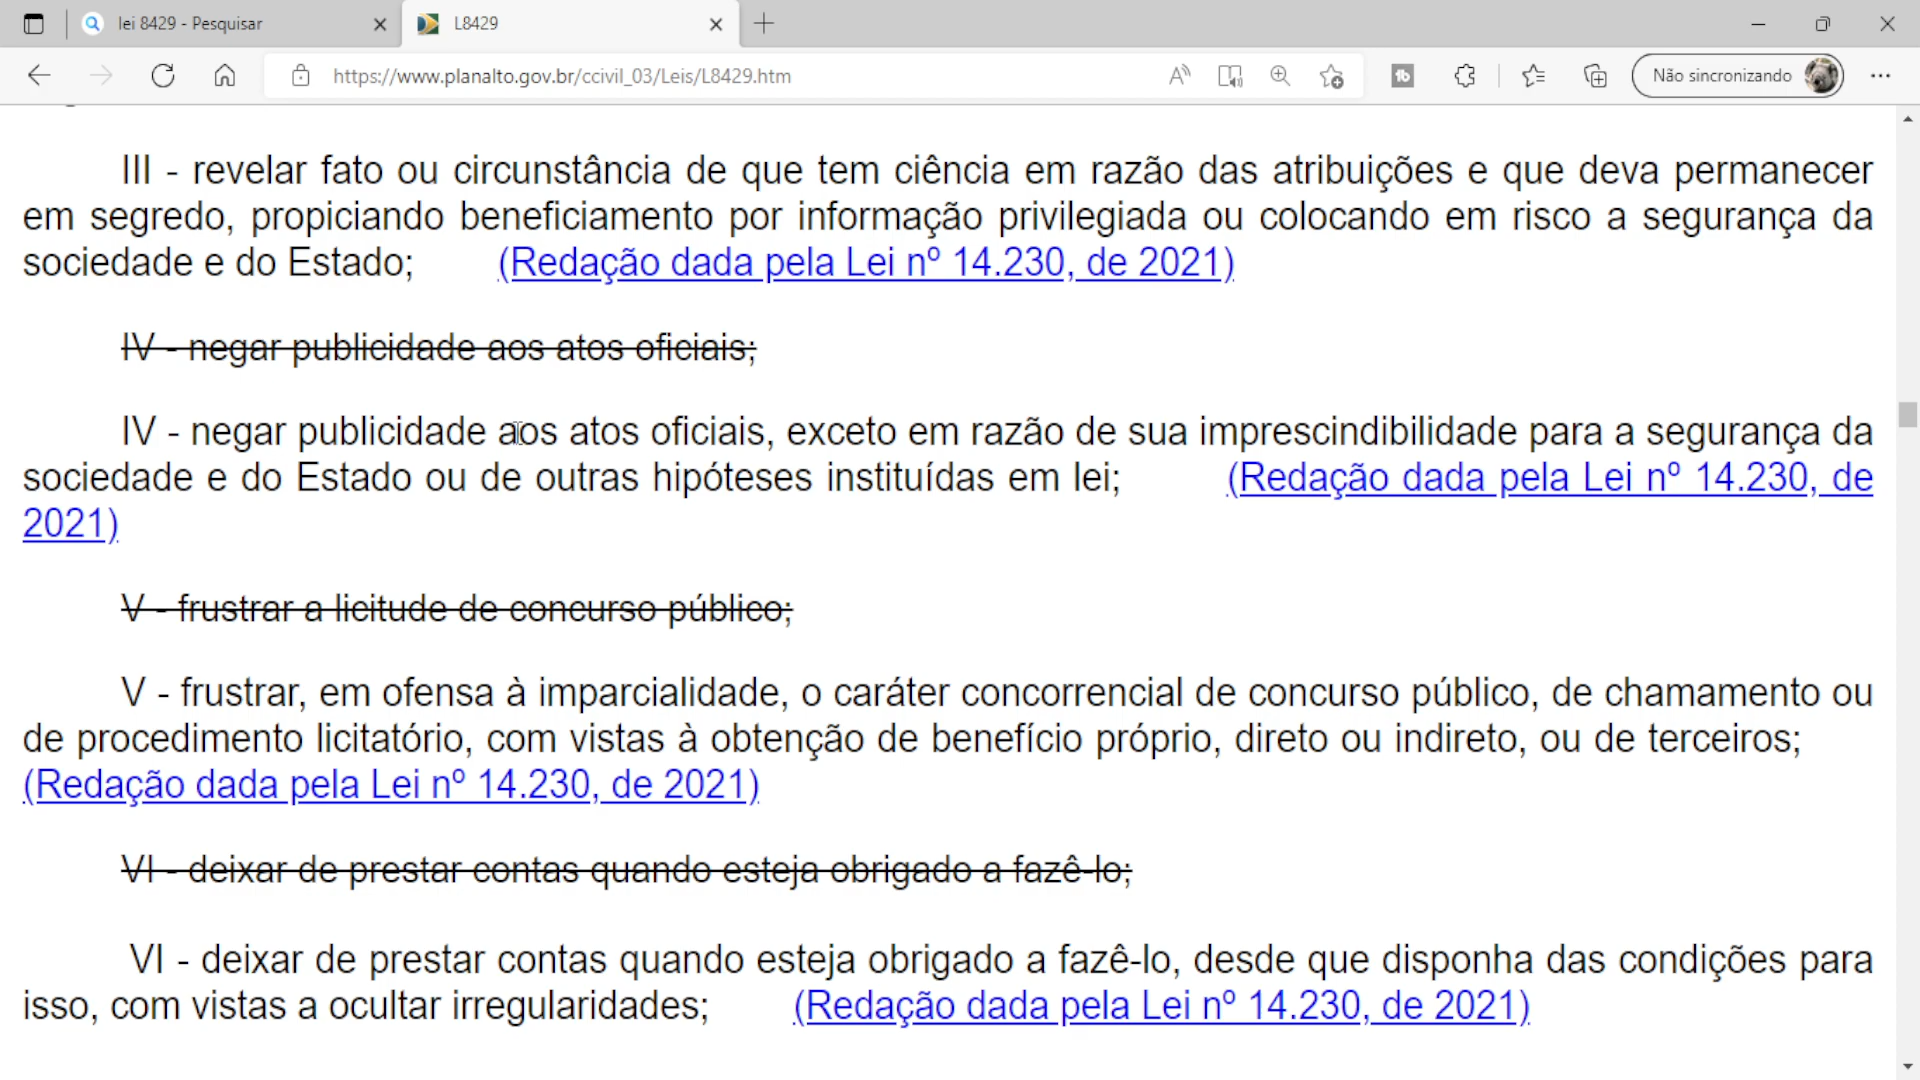 lei 8429 - Pesquisar
L8429
https://www.planalto.gov.br/ccivil_03/Leis/L8429.htm
Não sincronizando
III - revelar fato ou circunstância de que tem ciência em razão das atribuições e que deva permanecer
em segredo, propiciando beneficiamento por informação privilegiada ou colocando em risco a segurança da
sociedade e do Estado; (Redação dada pela Lei nº 14.230, de 2021)
IV - negar publicidade aos atos oficiais;
IV - negar publicidade aos atos oficiais, exceto em razão de sua imprescindibilidade para a segurança da
sociedade e do Estado ou de outras hipóteses instituídas em lei; (Redação dada pela Lei nº 14.230, de
2021)
V - frustrar a licitude de concurso público;
V - frustrar, em ofensa à imparcialidade, o caráter concorrencial de concurso público, de chamamento ou
de procedimento licitatório, com vistas à obtenção de benefício próprio, direto ou indireto, ou de terceiros;
(Redação dada pela Lei nº 14.230, de 2021)
VI - deixar de prestar contas quando esteja obrigado a fazê-lo;
VI - deixar de prestar contas quando esteja obrigado a fazê-lo, desde que disponha das condições para
isso, com vistas a ocultar irregularidades; (Redação dada pela Lei nº 14.230, de 2021)